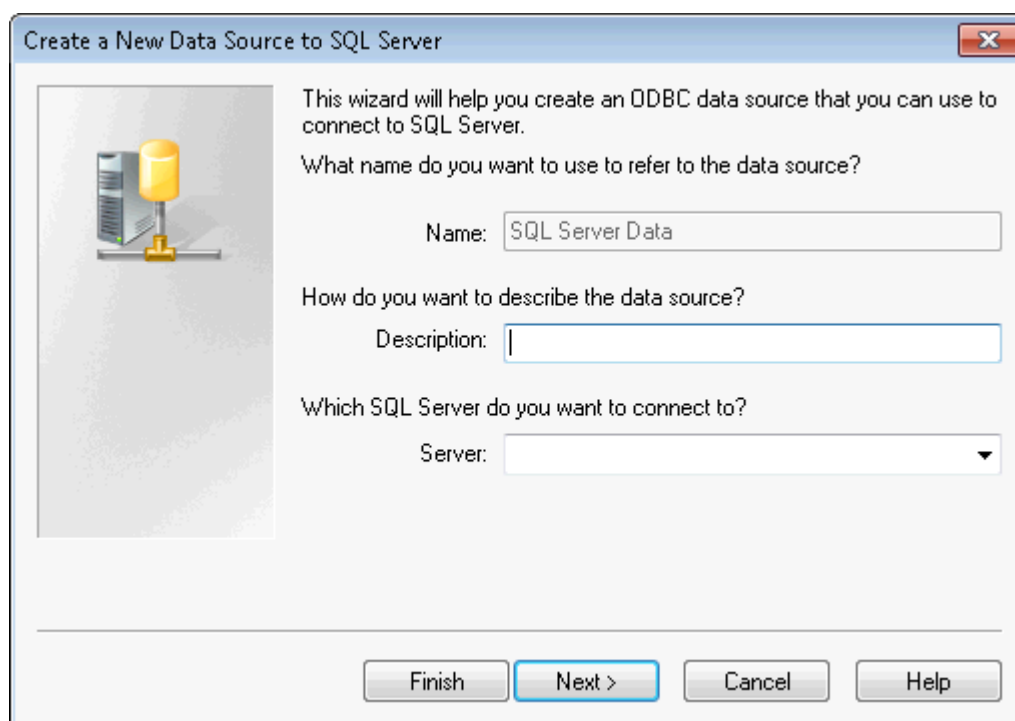 Create a New Data Source to SQL Server
This wizard will help you create an ODBC data source that you can use to
connect to SQL Server.
What name do you want to use to refer to the data source?
Name: SQL Server Data
How do you want to describe the data source?
Description:
Which SQL Server do you want to connect to?
Server:
Finish Next > Cancel Help